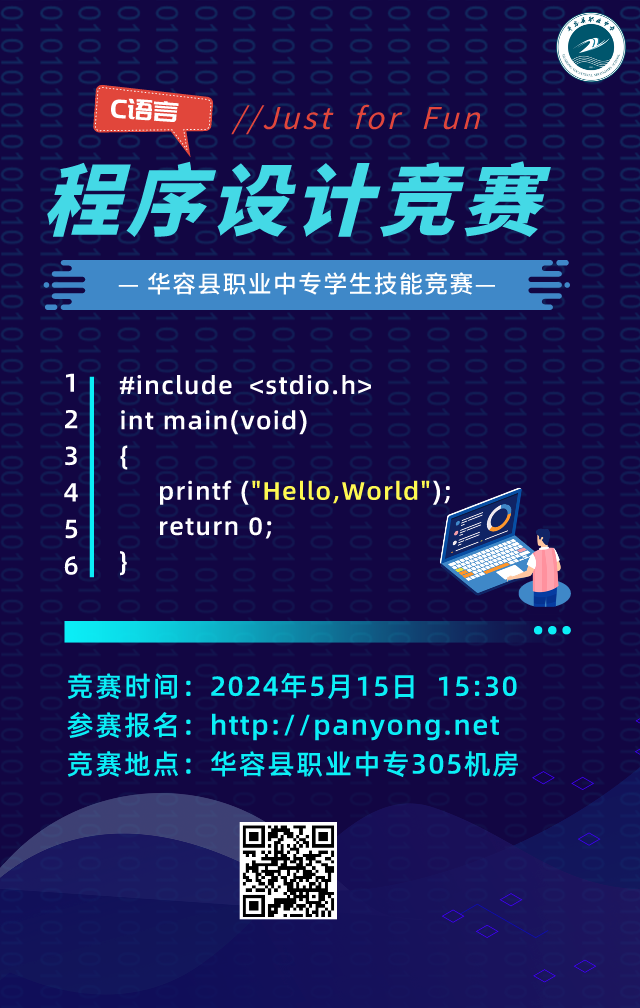 C语言
//Just for Fun
程序设计竞赛
— 华容县职业中专学生技能竞赛—
1 #include <stdio.h>
2 int main(void)
3 {
4 printf ("Hello,World");
5 return 0;
6 }
竞赛时间：2024年5月15日 15:30
参赛报名：http://panyong.net
竞赛地点：华容县职业中专305机房